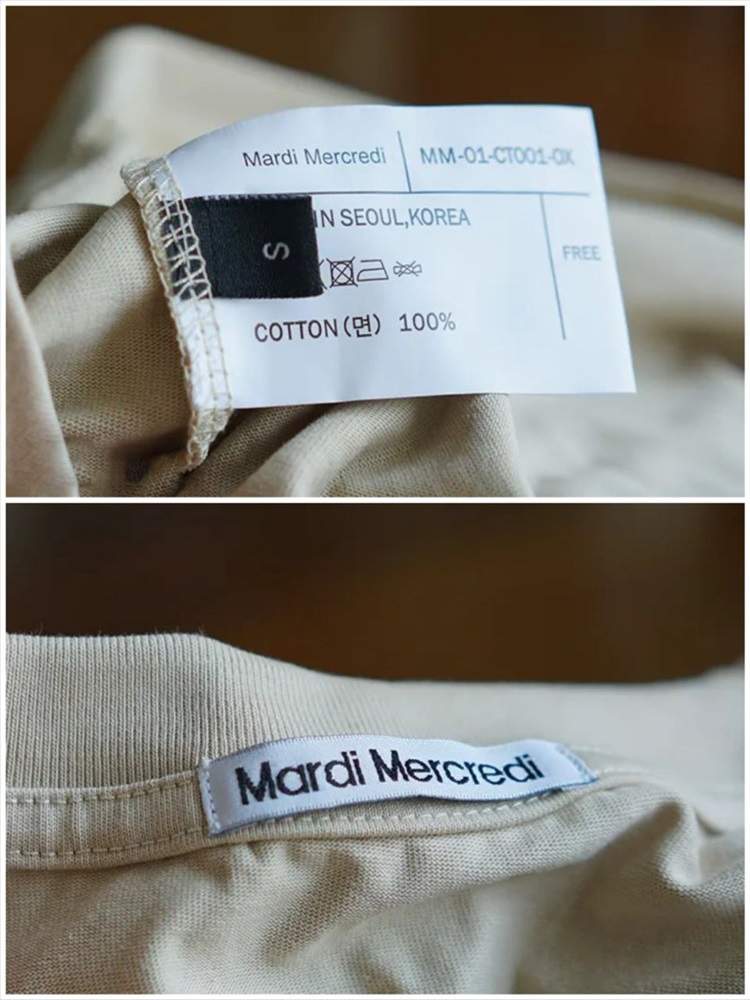 Mardi Mercredi
MM-01-CT001-OX
IN SEOUL,KOREA
S
FREE
COTTON(면) 100%
Mardi Mercredi